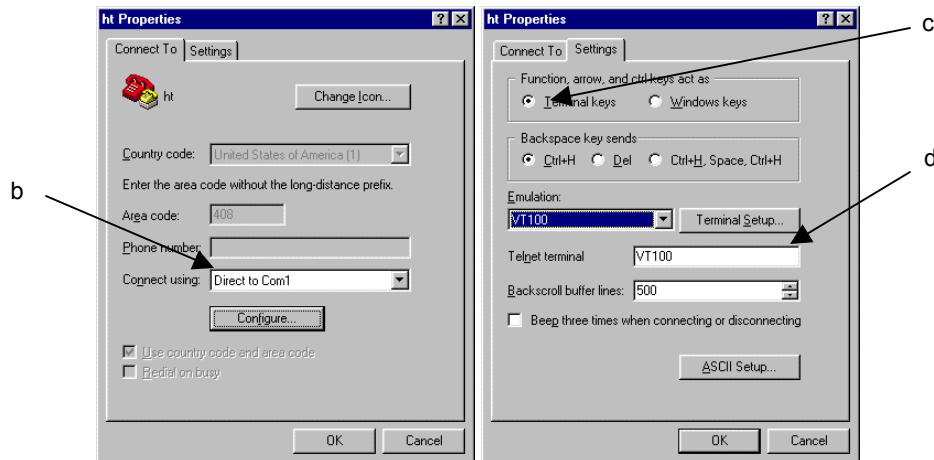 ht Properties
Connect To
Settings
ht
Change Icon...
Country code:
United States of America (1)
Enter the area code without the long-distance prefix.
Area code:
408
Phone number:
Connect using:
Direct to Com1
Configure...
Use country code and area code
Redial on busy
OK
Cancel
b
ht Properties
Connect To
Settings
Function, arrow, and ctrl keys act as
Terminal keys
Windows keys
Backspace key sends
Ctrl+H
Del
Ctrl+H, Space, Ctrl+H
Emulation:
VT100
Terminal Setup...
Telnet terminal
VT100
Backscroll buffer lines:
500
Beep three times when connecting or disconnecting
ASCII Setup...
OK
Cancel
c
d